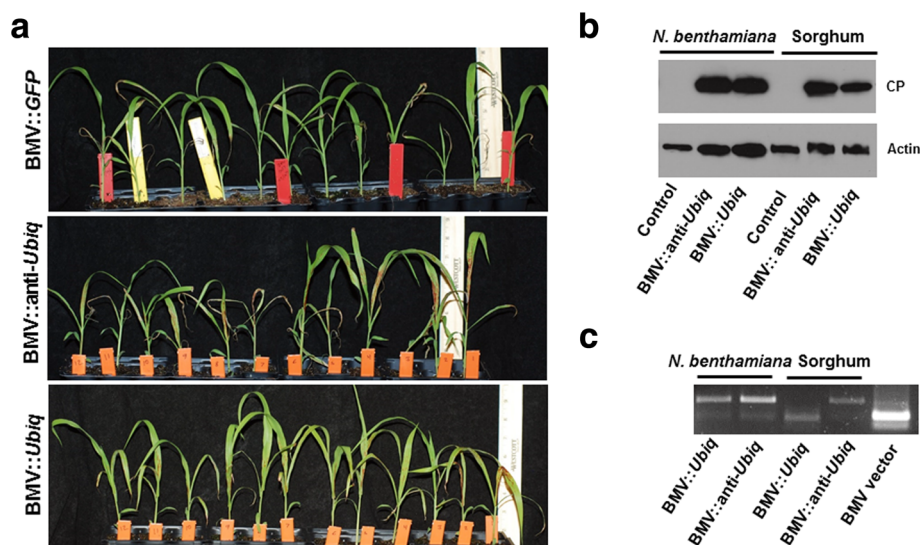 a
BMV::GFP
BMV::anti-Ubiq
BMV::Ubiq
b
N. benthamiana Sorghum
CP
Actin
Control
BMV::anti-Ubiq
BMV::Ubiq
Control
BMV:: anti-Ubiq
BMV::Ubiq
c
N. benthamiana Sorghum
BMV::Ubiq
BMV::anti-Ubiq
BMV::Ubiq
BMV::anti-Ubiq
BMV vector